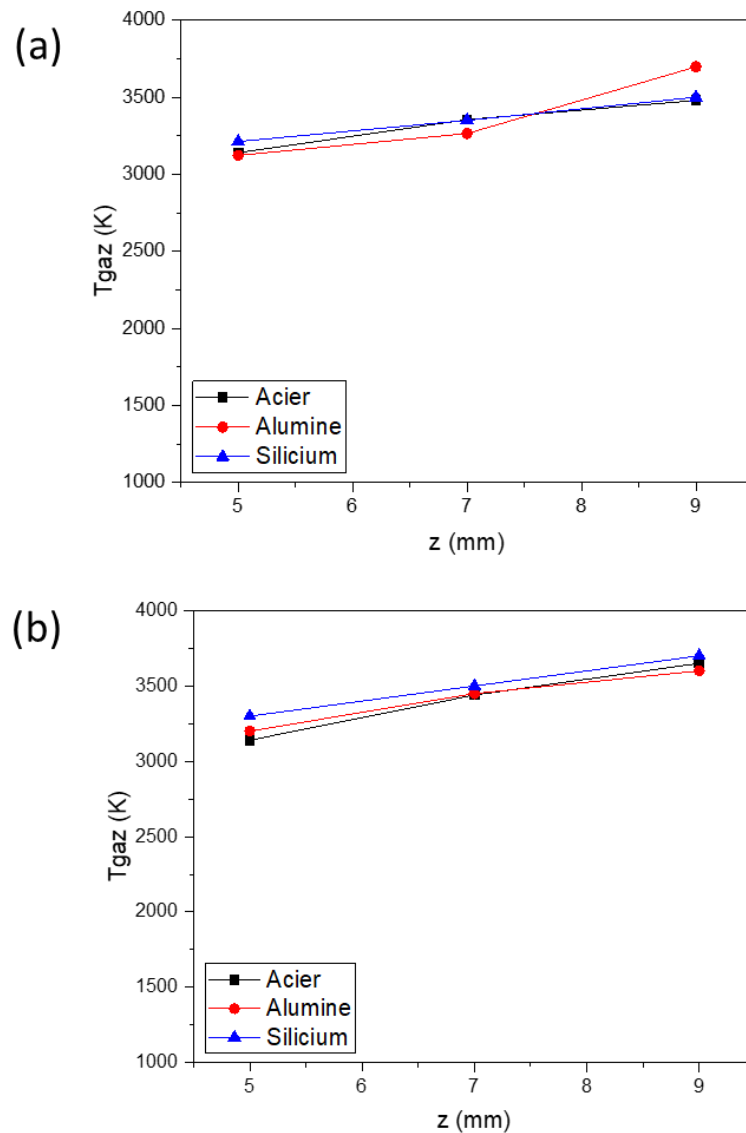 (a)
4000
3500
3000
2500
2000
1500
1000
Tgaz (K)
Acier
Alumine
Silicium
5 6 7 8 9
z (mm)
(b)
4000
3500
3000
2500
2000
1500
1000
Tgaz (K)
Acier
Alumine
Silicium
5 6 7 8 9
z (mm)